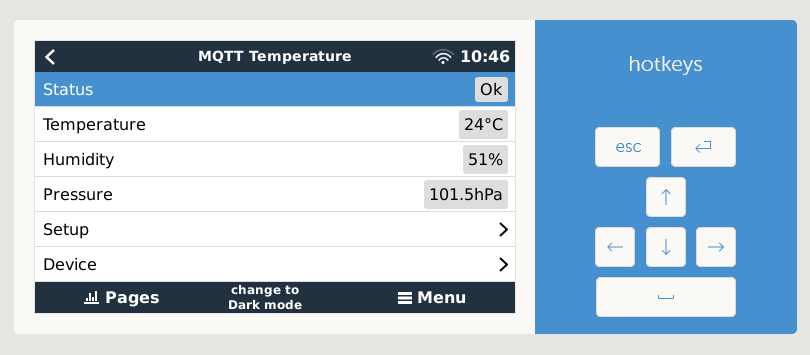 MQTT Temperature
10:46
Status
Ok
Temperature
24°C
Humidity
51%
Pressure
101.5hPa
Setup
Device
Pages
change to
Dark mode
Menu
hotkeys
esc